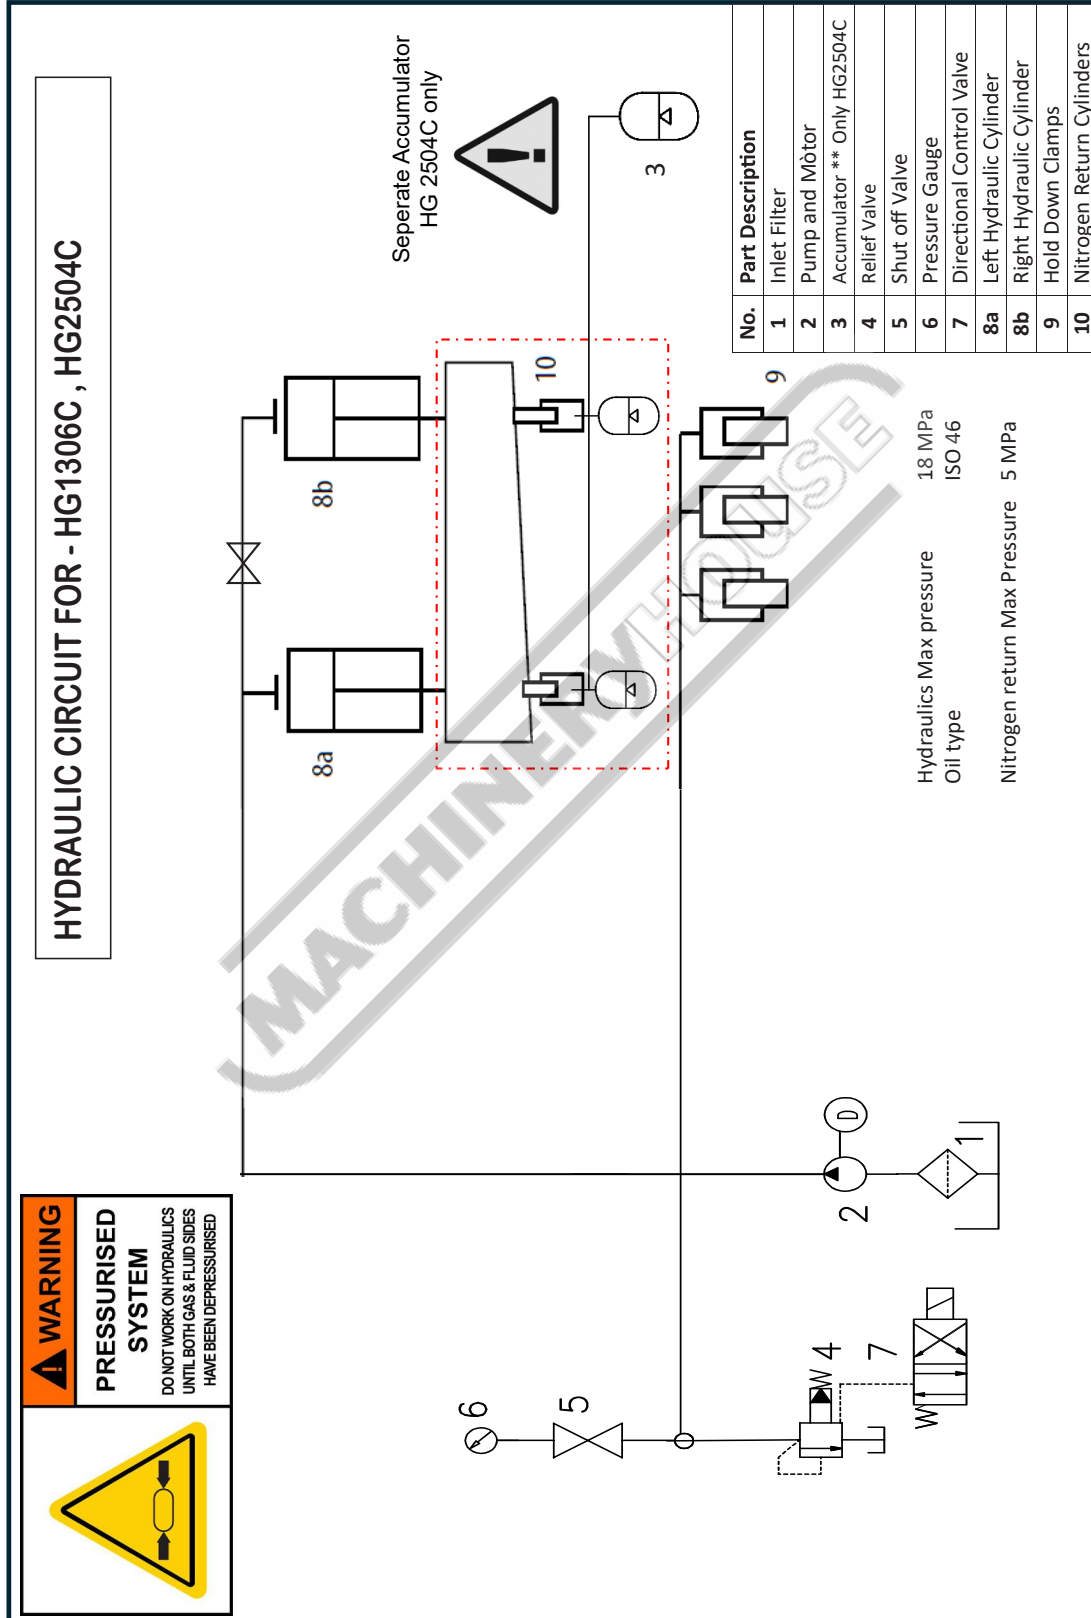 HYDRAULIC CIRCUIT FOR - HG1306C , HG2504C
WARNING
PRESSURISED
SYSTEM
DO NOT WORK ON HYDRAULICS
UNTIL BOTH GAS & FLUID SIDES
HAVE BEEN DEPRESSURISED
Seperate Accumulator
HG 2504C only
3
8a
8b
10
9
6
5
4
7
2
D
1
MACHINERYHOUSE
Hydraulics Max pressure 18 MPa
Oil type ISO 46
Nitrogen return Max Pressure 5 MPa
No. Part Description
1 Inlet Filter
2 Pump and Mòtor
3 Accumulator ** Only HG2504C
4 Relief Valve
5 Shut off Valve
6 Pressure Gauge
7 Directional Control Valve
8a Left Hydraulic Cylinder
8b Right Hydraulic Cylinder
9 Hold Down Clamps
10 Nitrogen Return Cylinders